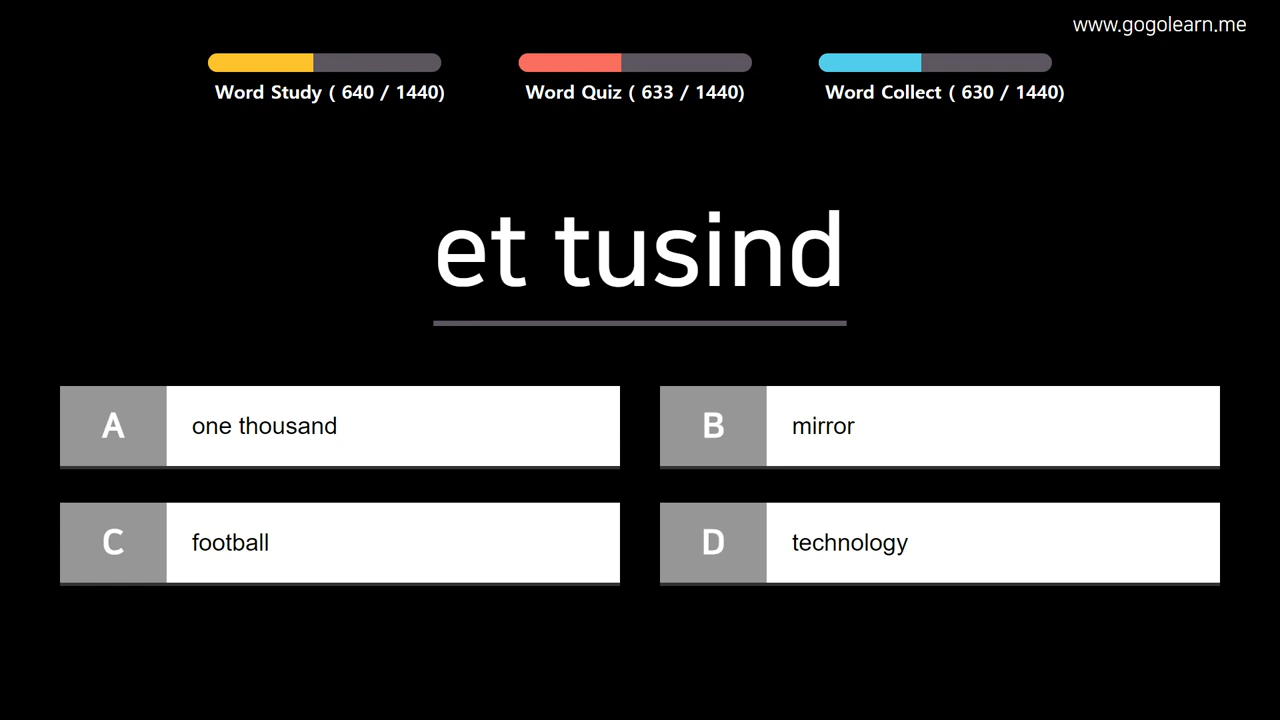 www.gogolearn.me
Word Study ( 640 / 1440)
Word Quiz ( 633 / 1440)
Word Collect ( 630 / 1440)
et tusind
A one thousand
B mirror
C football
D technology